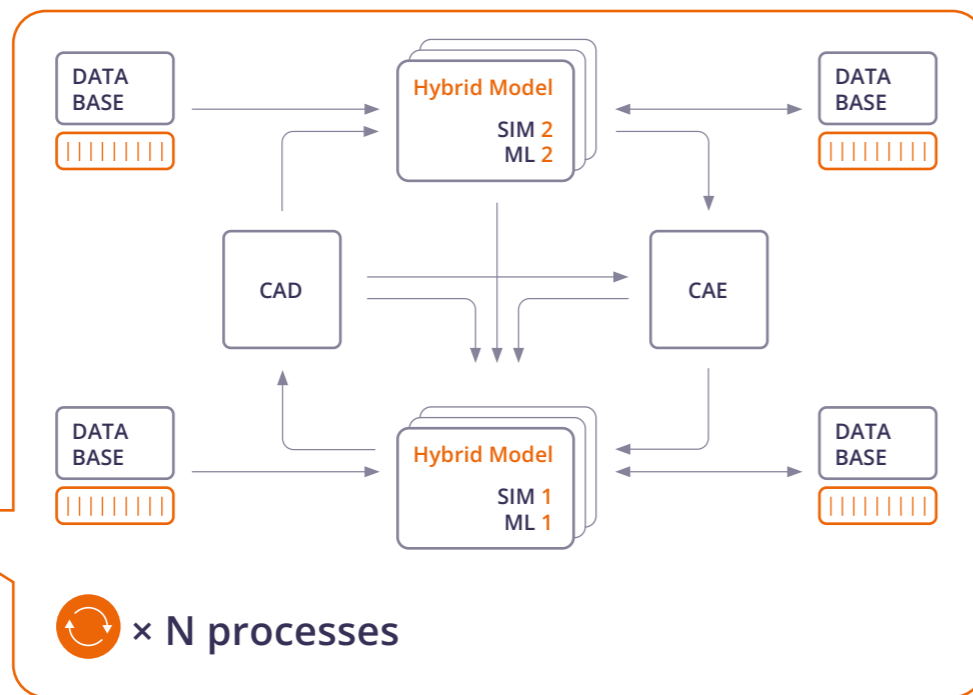 DATA
BASE
Hybrid Model
SIM 2
ML 2
DATA
BASE
CAD
CAE
DATA
BASE
Hybrid Model
SIM 1
ML 1
DATA
BASE
× N processes